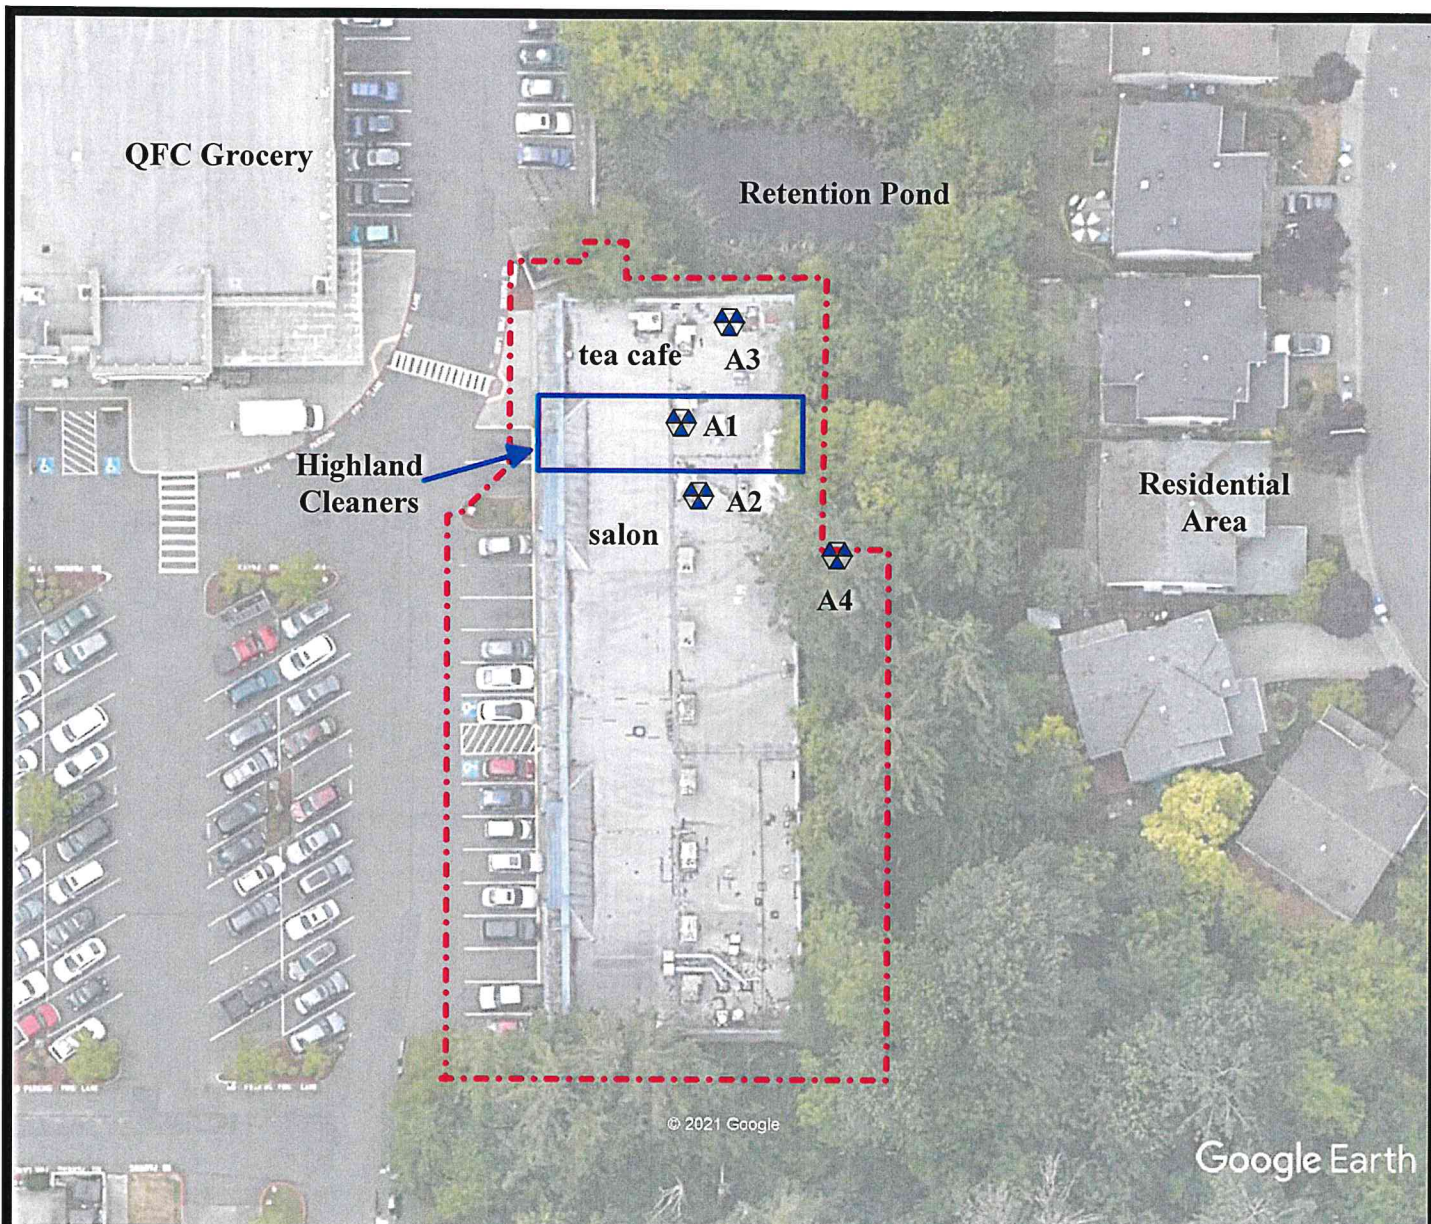 QFC Grocery
Retention Pond
tea cafe
A3
A1
Highland
Cleaners
A2
salon
Residential
Area
A4
© 2021 Google
Google Earth